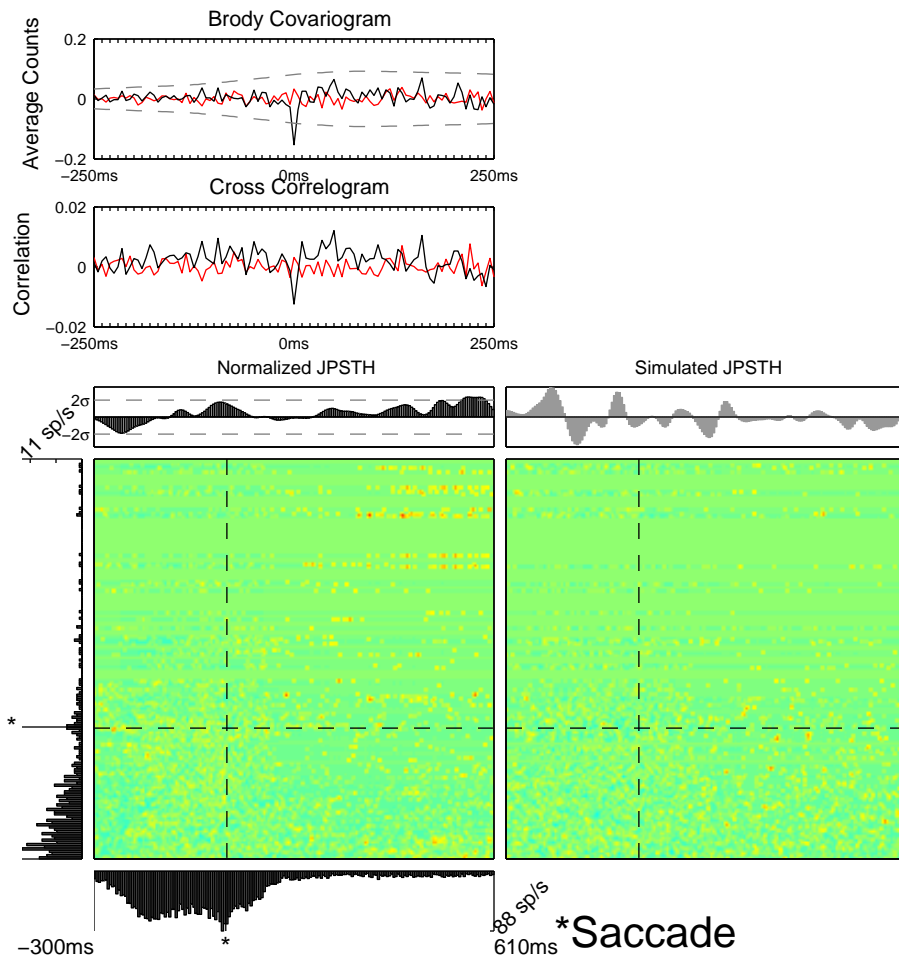 Brody Covariogram
Average Counts
0.2
0
−0.2
−250ms
0ms
250ms
Cross Correlogram
Correlation
0.02
0
−0.02
−250ms
0ms
250ms
Normalized JPSTH
Simulated JPSTH
2σ
−2σ
11 sp/s
*
88 sp/s
−300ms
*
610ms
*Saccade